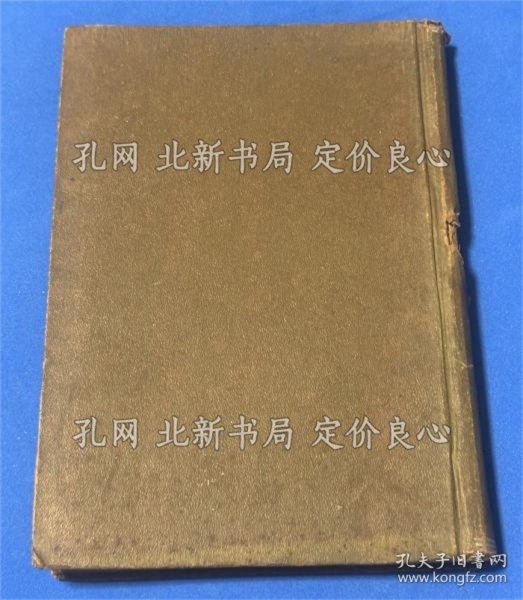 孔网 北新书局 定价良心
孔网 北新书局 定价良心
孔夫子旧书网
www.kongfz.com